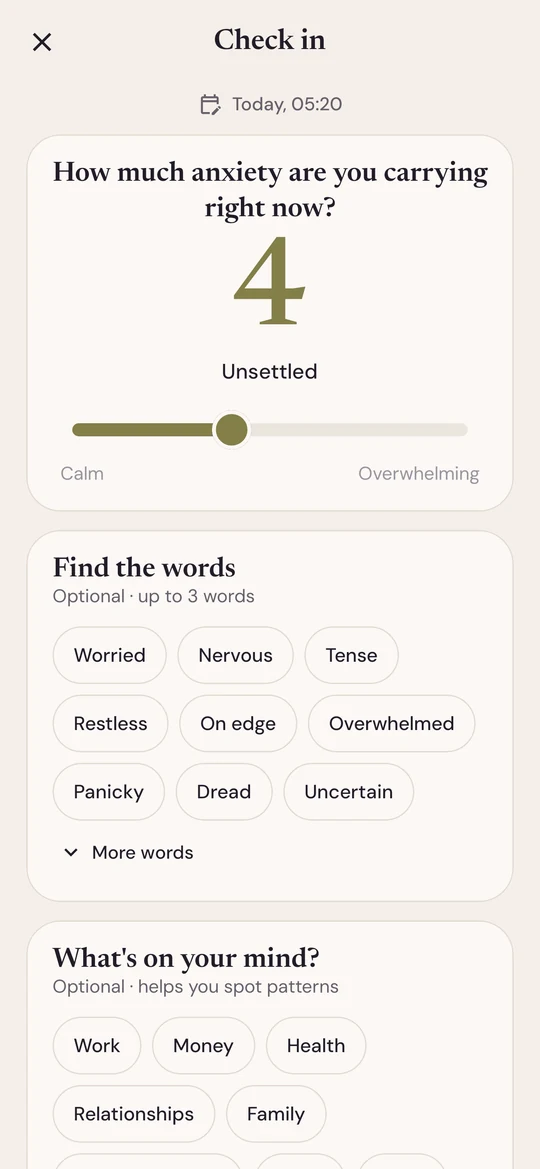 Check in
Today, 05:20
How much anxiety are you carrying
right now?
4
Unsettled
Calm Overwhelming
Find the words
Optional · up to 3 words
Worried Nervous Tense
Restless On edge Overwhelmed
Panicky Dread Uncertain
More words
What's on your mind?
Optional · helps you spot patterns
Work Money Health
Relationships Family